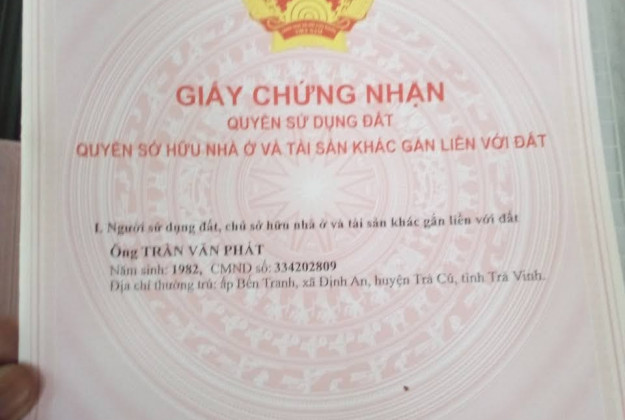 GIẤY CHỨNG NHẬN
QUYỀN SỬ DỤNG ĐẤT
QUYỀN SỞ HỮU NHÀ Ở VÀ TÀI SẢN KHÁC GẮN LIỀN VỚI ĐẤT
I. Người sử dụng đất, chủ sở hữu nhà ở và tài sản khác gắn liền với đất
Ông TRẦN VĂN PHÁT
Năm sinh: 1982, CMND số: 334202809
Địa chỉ thường trú: ấp Bến Tranh, xã Định An, huyện Trà Cú, tỉnh Trà Vinh.